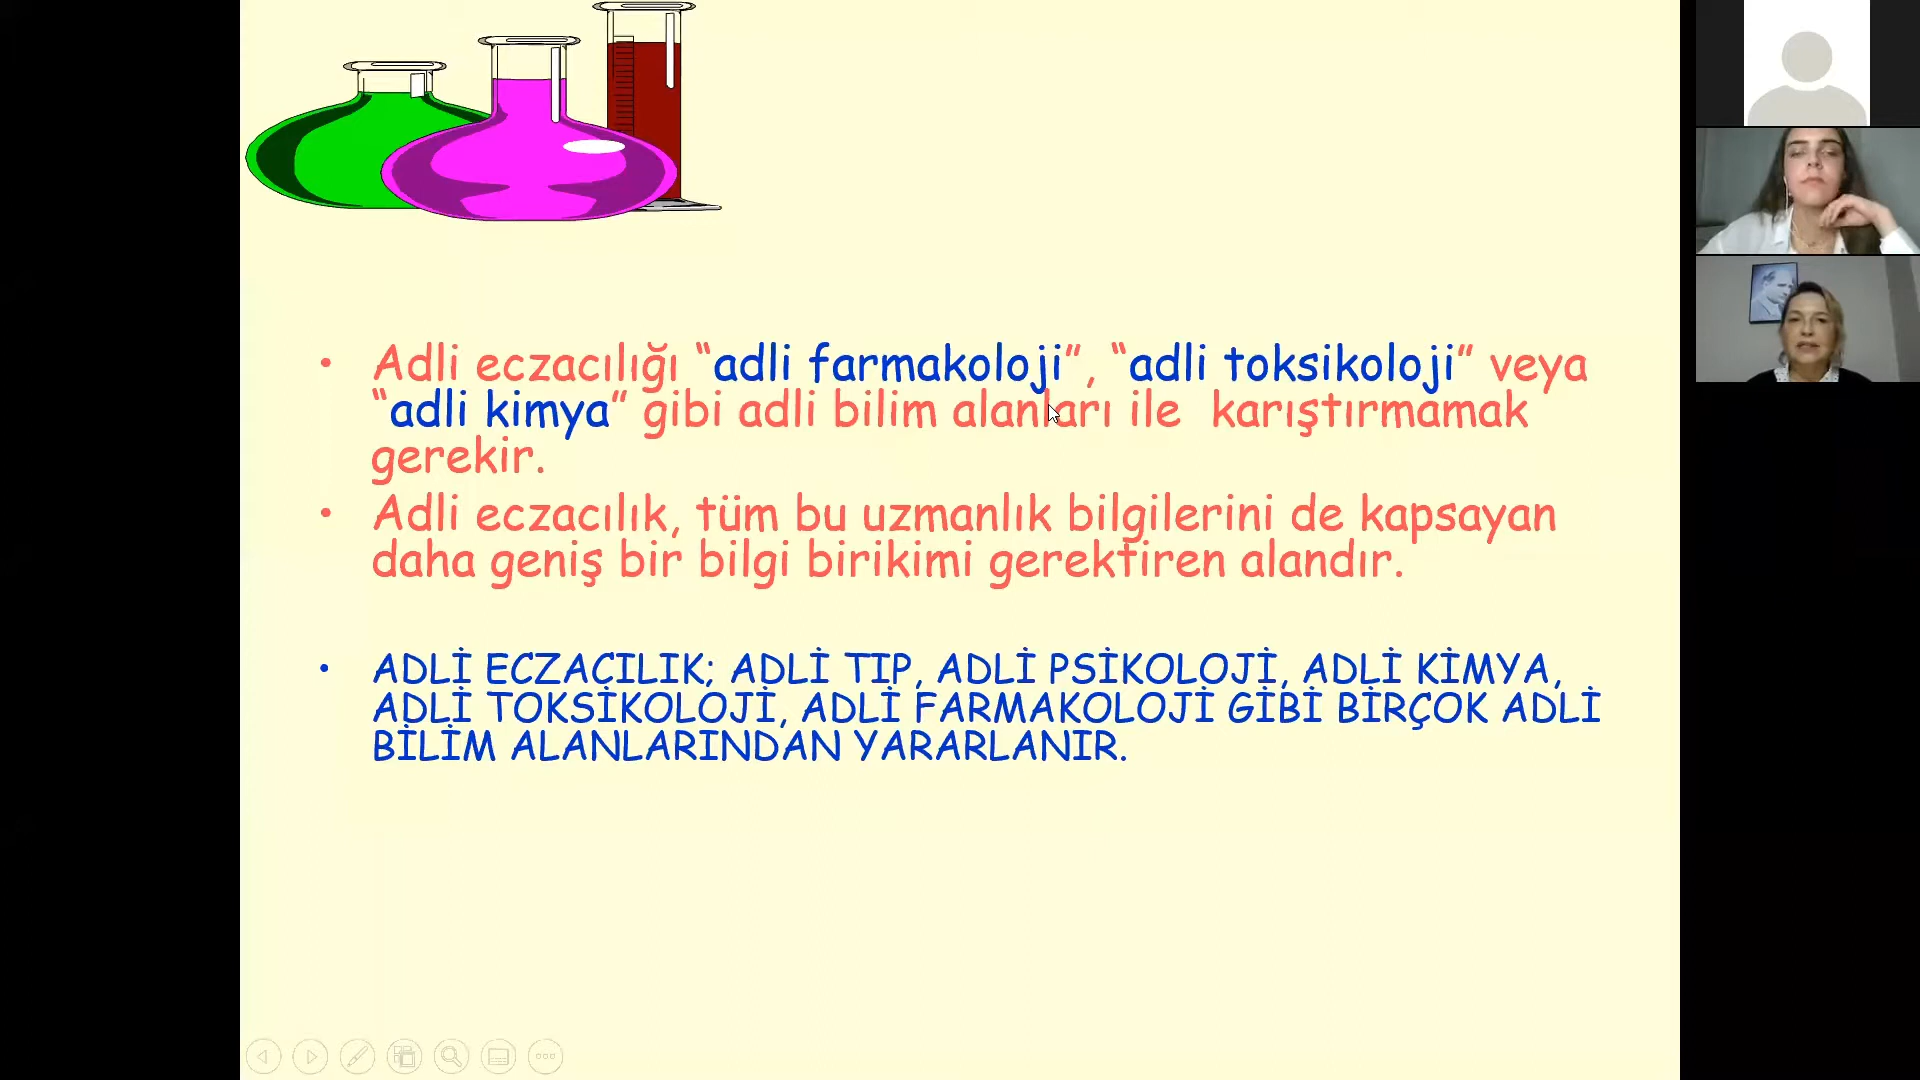 • Adli eczacılığı “adli farmakoloji”, “adli toksikoloji” veya
“adli kimya” gibi adli bilim alanları ile karıştırmamak
gerekir.
• Adli eczacılık, tüm bu uzmanlık bilgilerini de kapsayan
daha geniş bir bilgi birikimi gerektiren alandır.
• ADLİ ECZACILIK; ADLİ TIP, ADLİ PSİKOLOJİ, ADLİ KİMYA,
ADLİ TOKSİKOLOJİ, ADLİ FARMAKOLOJİ GİBİ BİRÇOK ADLİ
BİLİM ALANLARINDAN YARARLANIR.